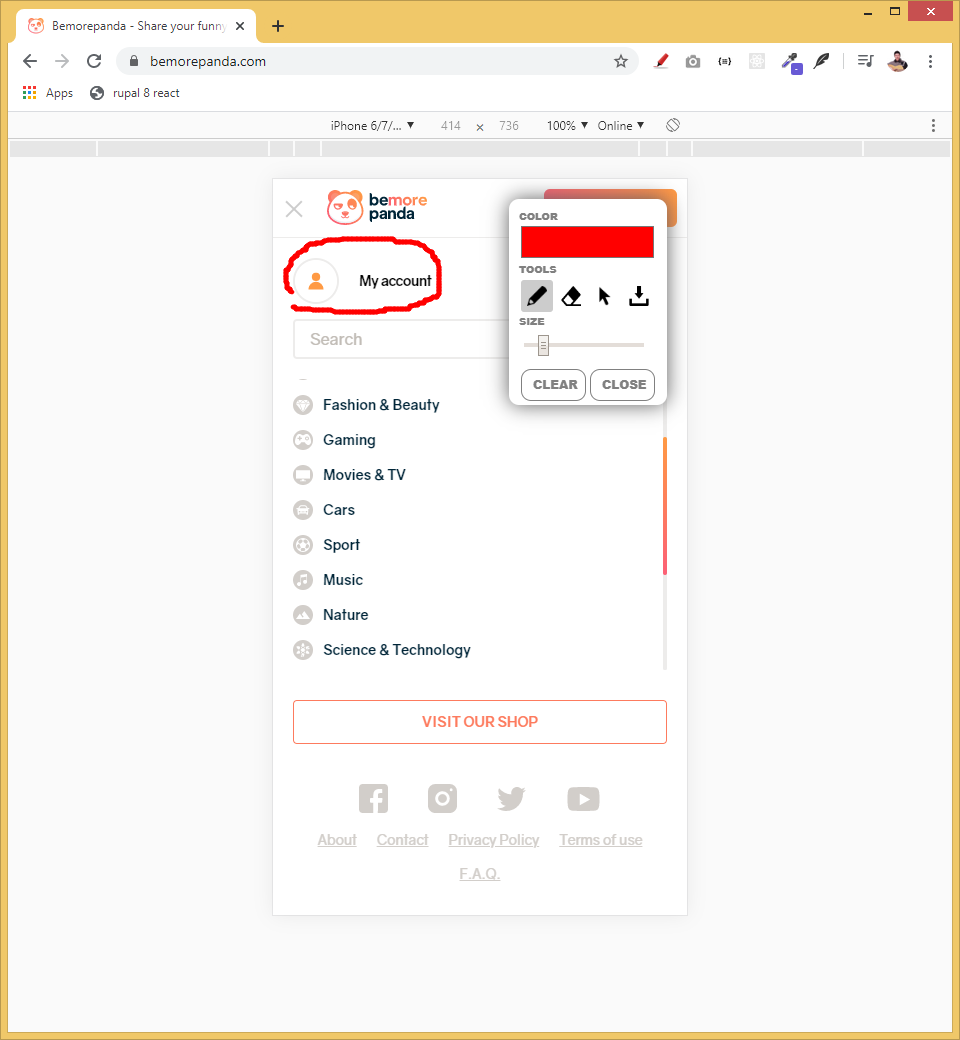 Bemorepanda - Share your funny
bemorepanda.com
Apps
rupal 8 react
iPhone 6/7/... ▼ 414 × 736 100% ▼ Online ▼
bemore
panda
COLOR
TOOLS
SIZE
CLEAR CLOSE
My account
Search
Fashion & Beauty
Gaming
Movies & TV
Cars
Sport
Music
Nature
Science & Technology
VISIT OUR SHOP
About Contact Privacy Policy Terms of use
F.A.Q.